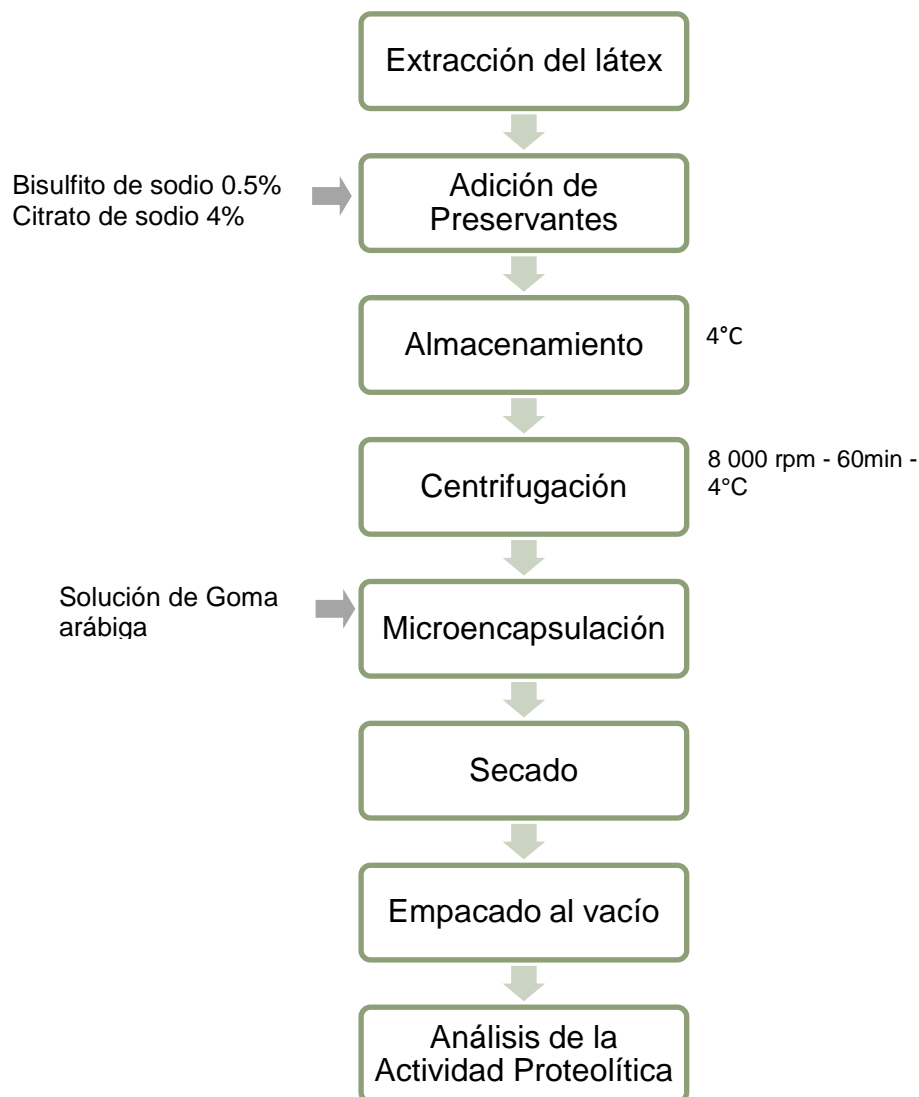 Extracción del látex
Bisulfito de sodio 0.5%
Citrato de sodio 4%
Adición de
Preservantes
Almacenamiento
4°C
Centrifugación
8 000 rpm - 60min -
4°C
Solución de Goma
arábiga
Microencapsulación
Secado
Empacado al vacío
Análisis de la
Actividad Proteolítica